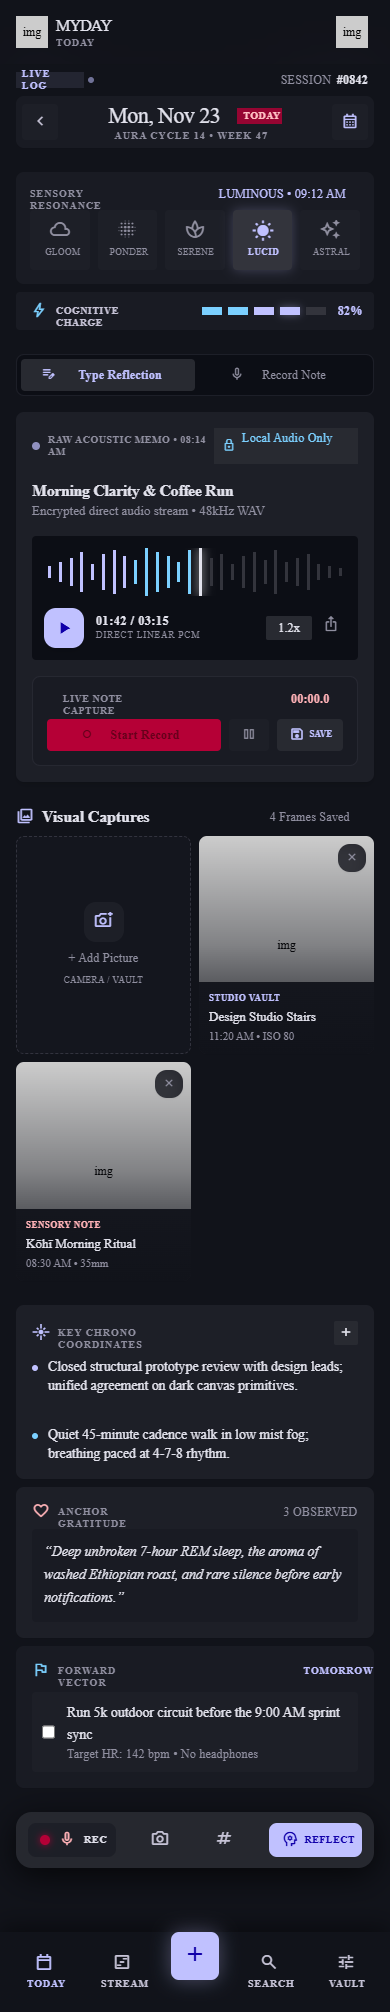 img
MYDAY
TODAY
img
LIVE
LOG
SESSION #0842
Mon, Nov 23 TODAY
AURA CYCLE 14 • WEEK 47
SENSORY
RESONANCE
LUMINOUS • 09:12 AM
GLOOM PONDER SERENE LUCID ASTRAL
COGNITIVE
CHARGE
82%
Type Reflection Record Note
RAW ACOUSTIC MEMO • 08:14
AM
Local Audio Only
Morning Clarity & Coffee Run
Encrypted direct audio stream • 48kHz WAV
01:42 / 03:15
DIRECT LINEAR PCM
1.2x
LIVE NOTE
CAPTURE
00:00.0
Start Record
SAVE
Visual Captures 4 Frames Saved
+ Add Picture
CAMERA / VAULT
×
img
STUDIO VAULT
Design Studio Stairs
11:20 AM • ISO 80
×
img
SENSORY NOTE
Kōhī Morning Ritual
08:30 AM • 35mm
KEY CHRONO
COORDINATES
+
Closed structural prototype review with design leads;
unified agreement on dark canvas primitives.
Quiet 45-minute cadence walk in low mist fog;
breathing paced at 4-7-8 rhythm.
ANCHOR
GRATITUDE
3 OBSERVED
“Deep unbroken 7-hour REM sleep, the aroma of
washed Ethiopian roast, and rare silence before early
notifications.”
FORWARD
VECTOR
TOMORROW
Run 5k outdoor circuit before the 9:00 AM sprint
sync
Target HR: 142 bpm • No headphones
REC # REFLECT
+
TODAY STREAM SEARCH VAULT